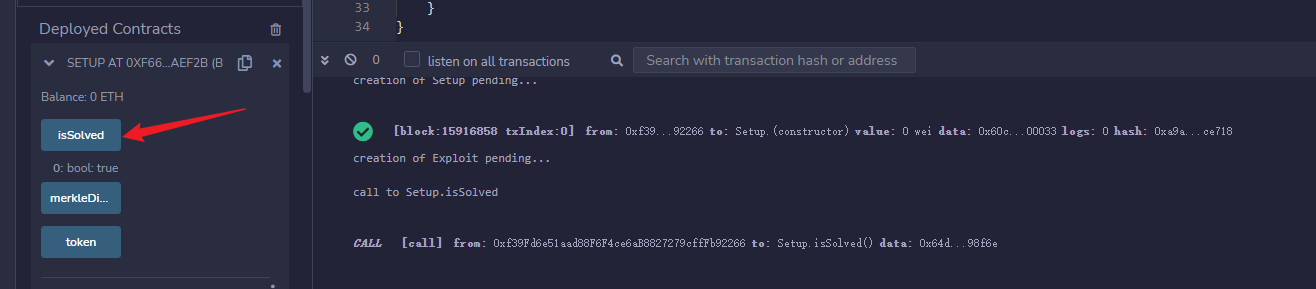 Deployed Contracts
SETUP AT 0XF66...AEF2B (B
Balance: 0 ETH
isSolved
0: bool: true
merkleDi...
token
33 }
34 }
0 listen on all transactions Search with transaction hash or address
creation of Setup pending...
[block:15916858 txIndex:0] from: 0xf39...92266 to: Setup.(constructor) value: 0 wei data: 0x60c...00033 logs: 0 hash: 0xa9a...ce718
creation of Exploit pending...
call to Setup.isSolved
CALL [call] from: 0xf39Fd6e51aad88F6F4ce6aB8827279cffFb92266 to: Setup.isSolved() data: 0x64d...98f6e